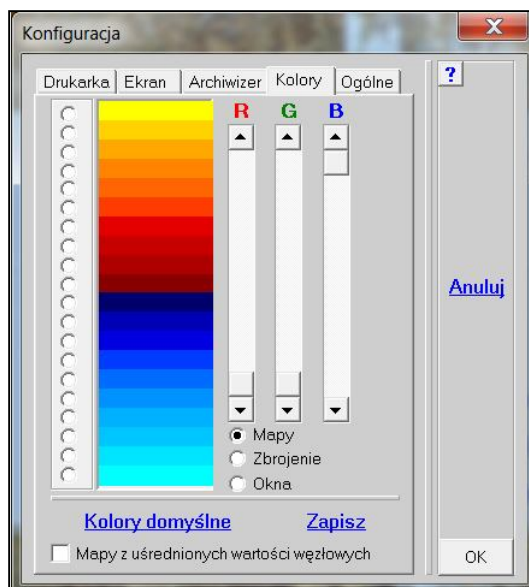 Konfiguracja
Drukarka Ekran Archiwizer Kolory Ogólne
?
R G B
Anuluj
Mapy
Zbrojenie
Okna
Kolory domyślne Zapisz
Mapy z uśrednionych wartości węzłowych
OK